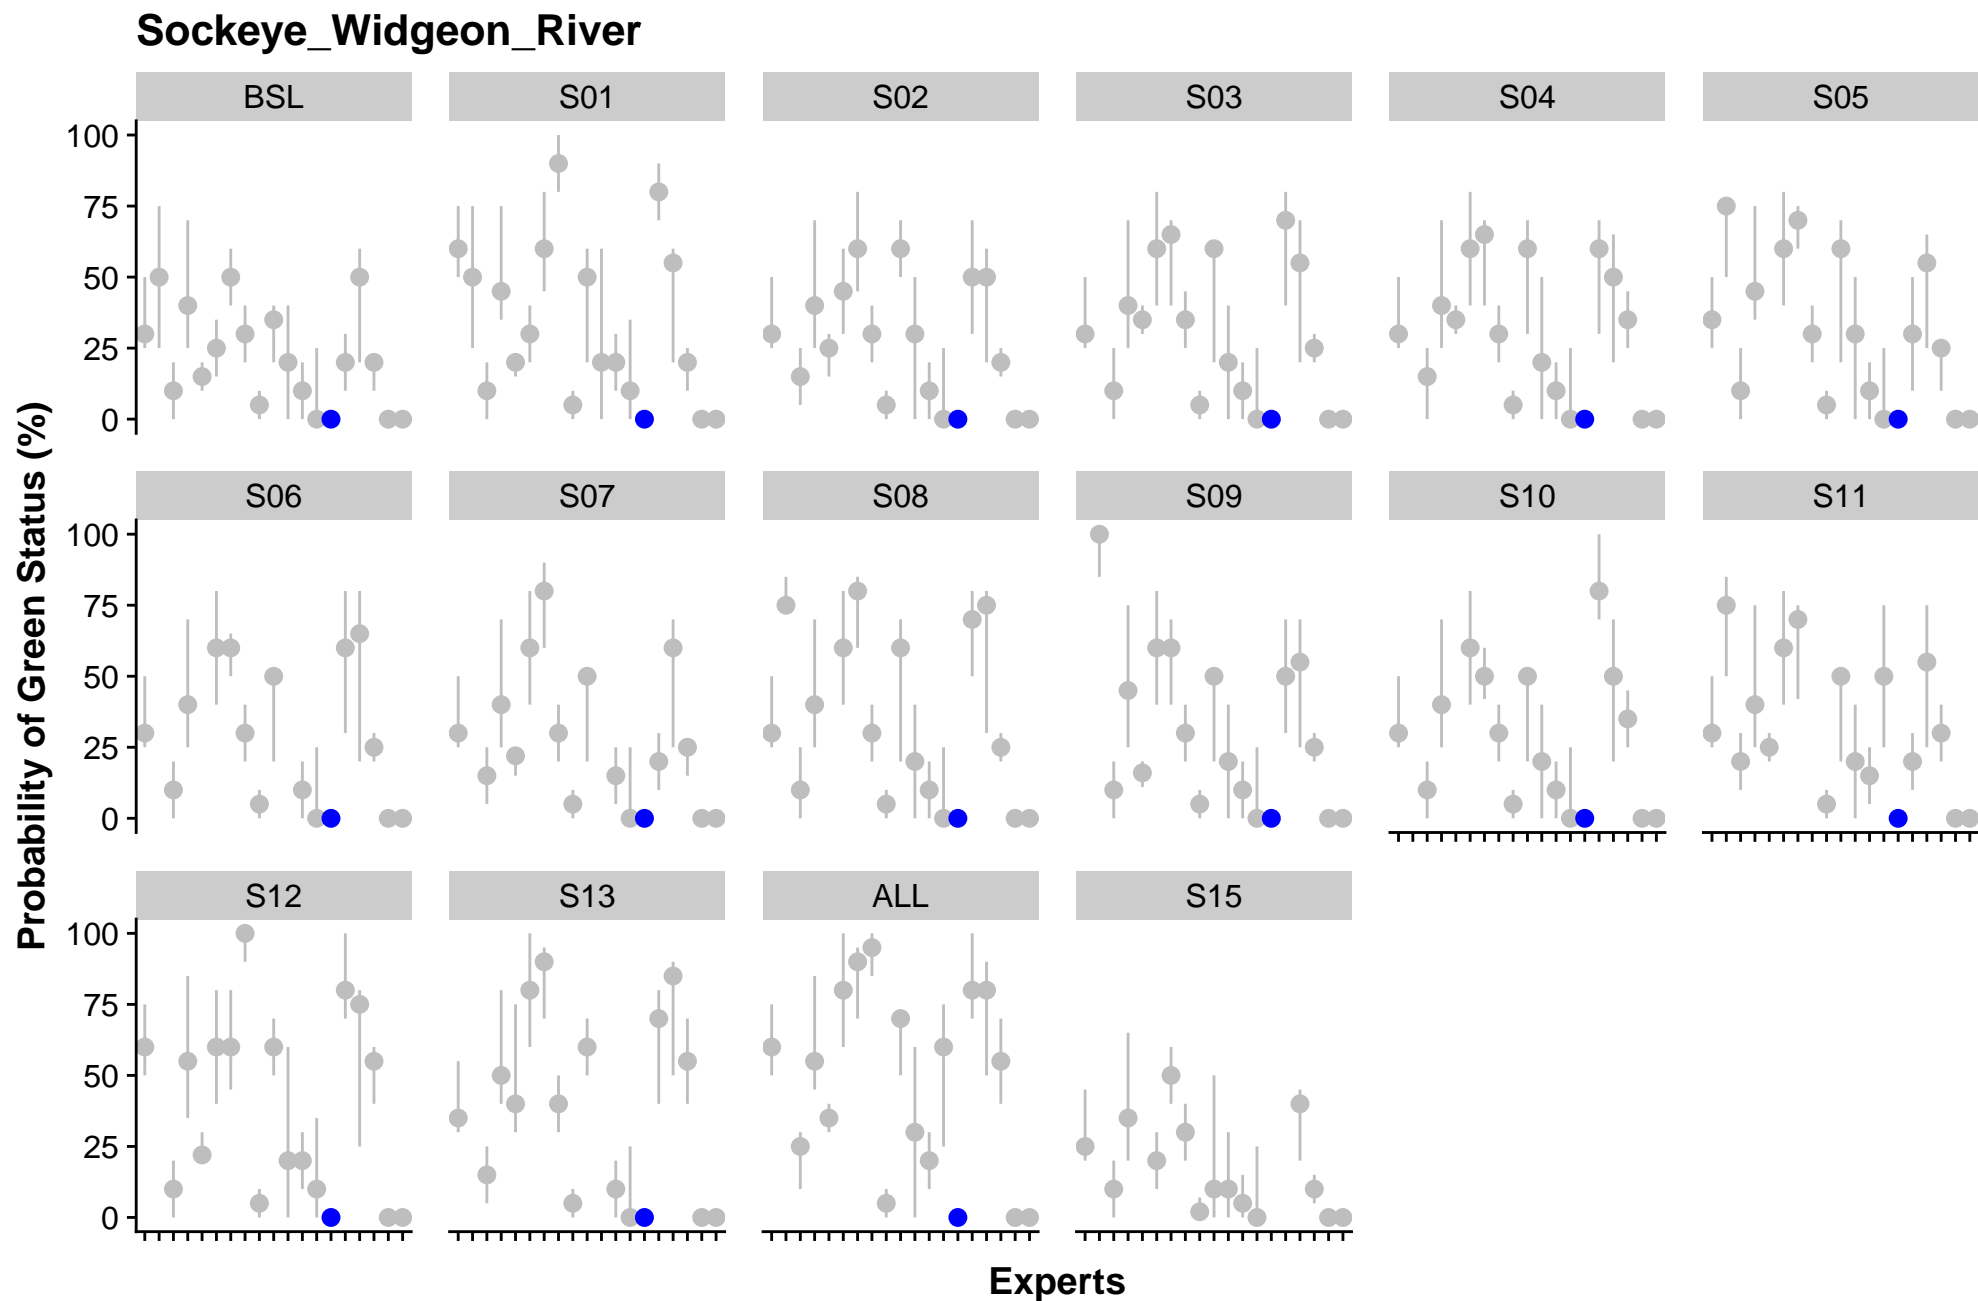 Sockeye_Widgeon_River
BSL S01 S02 S03 S04 S05
100
75
50
25
0
S06 S07 S08 S09 S10 S11
100
75
50
25
0
S12 S13 ALL S15
100
75
50
25
0
Probability of Green Status (%)
Experts